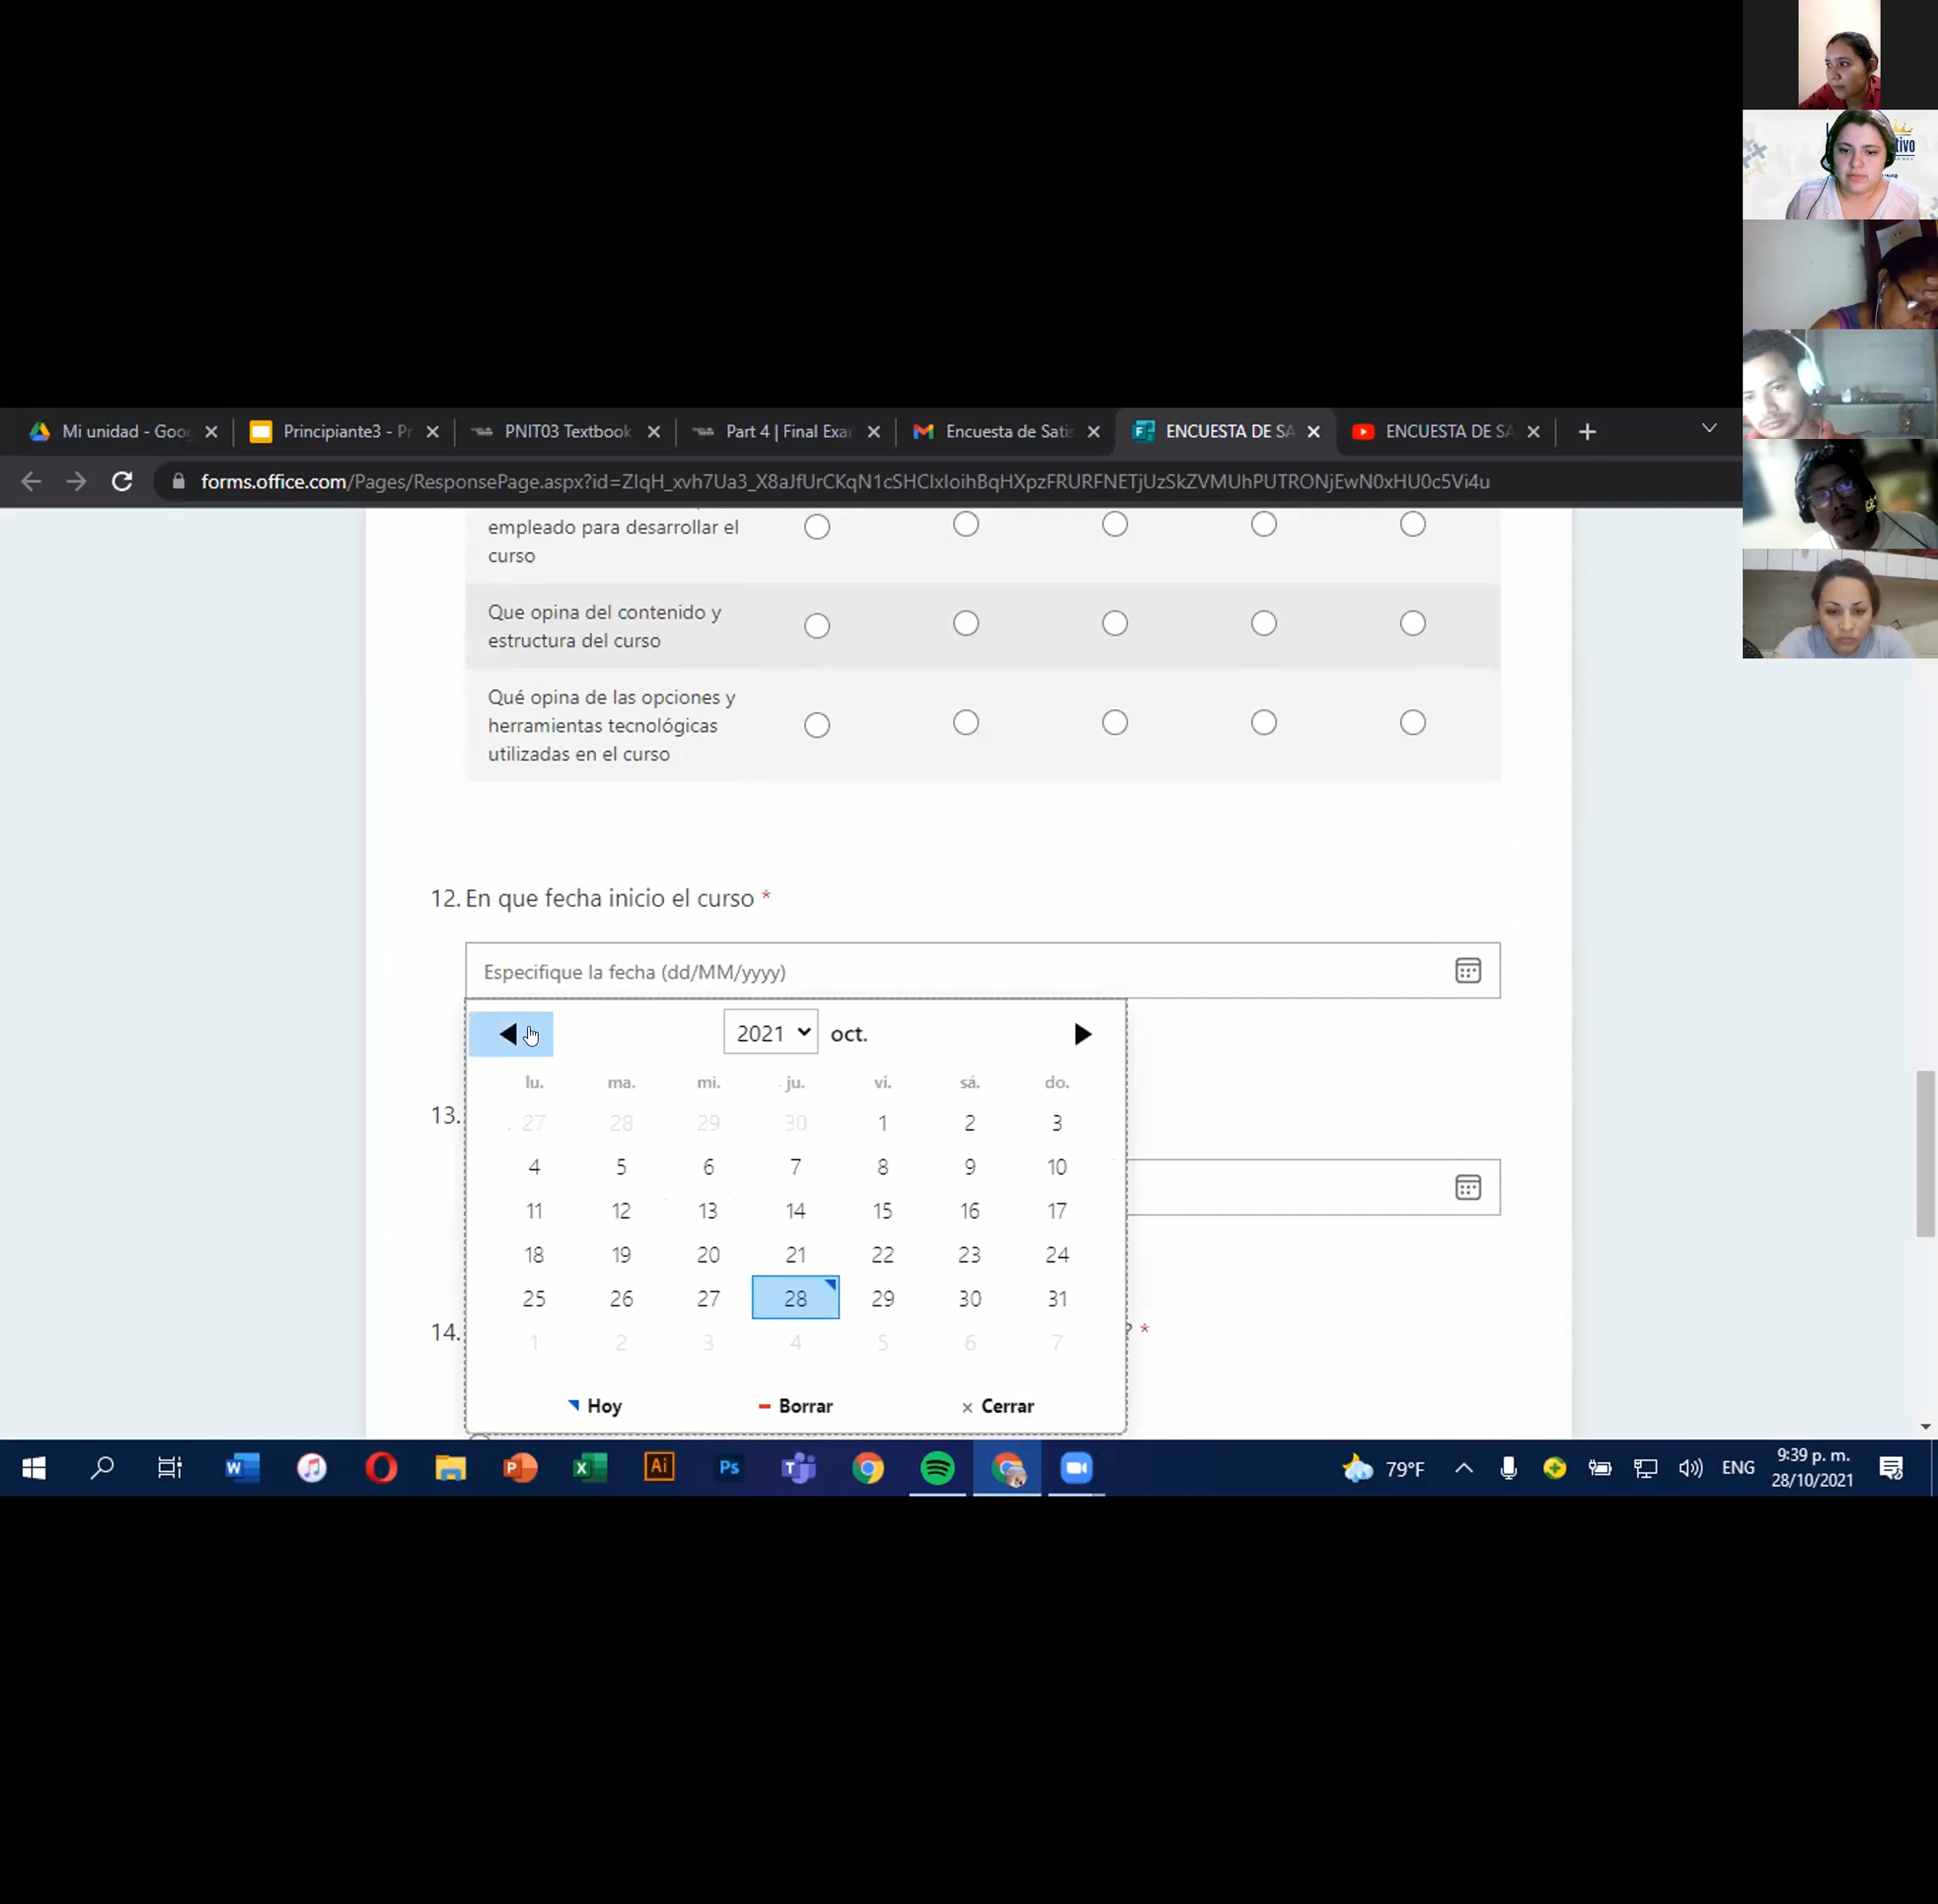 tivo
Mi unidad - Goo
Principiante3 - Pr
PNIT03 Textbook
Part 4 | Final Exar
Encuesta de Satis
ENCUESTA DE SA
ENCUESTA DE SA
forms.office.com/Pages/ResponsePage.aspx?id=ZIqH_xvh7Ua3_X8aJfUrCKqN1cSHCIxIoihBqHXpzFRURFNETjUzSkZVMUhPUTRONjEwN0xHU0c5Vi4u
empleado para desarrollar el
curso
Que opina del contenido y
estructura del curso
Qué opina de las opciones y
herramientas tecnológicas
utilizadas en el curso
12. En que fecha inicio el curso *
Especifique la fecha (dd/MM/yyyy)
2021 oct.
lu. ma. mi. ju. vi. sá. do.
27 28 29 30 1 2 3
4 5 6 7 8 9 10
11 12 13 14 15 16 17
18 19 20 21 22 23 24
25 26 27 28 29 30 31
1 2 3 4 5 6 7
Hoy Borrar Cerrar
13.
14. ? *
79°F ENG 9:39 p. m.
28/10/2021